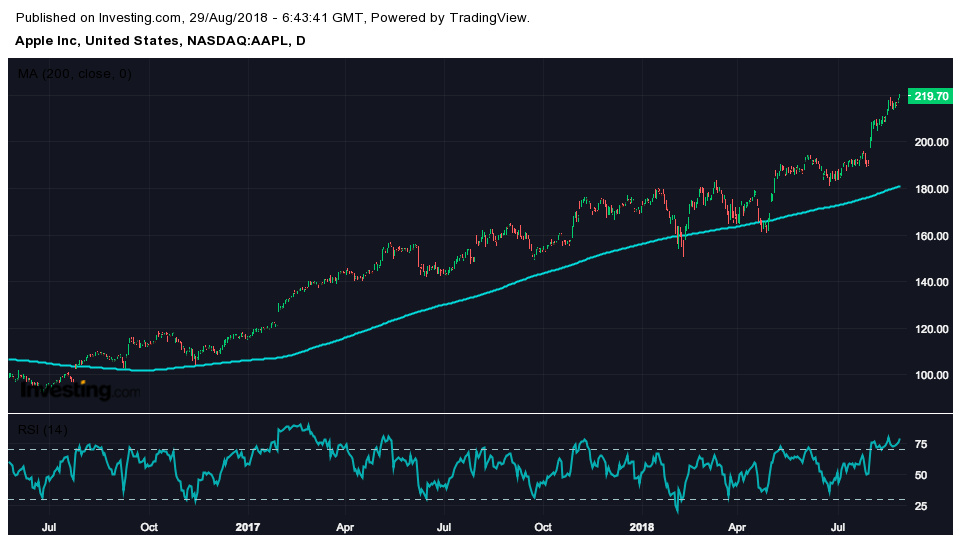 Published on Investing.com, 29/Aug/2018 - 6:43:41 GMT, Powered by TradingView.
Apple Inc, United States, NASDAQ:AAPL, D
MA (200, close, 0)
219.70
200.00
180.00
160.00
140.00
120.00
100.00
Investing.com
RSI (14)
75
50
25
Jul Oct 2017 Apr Jul Oct 2018 Apr Jul